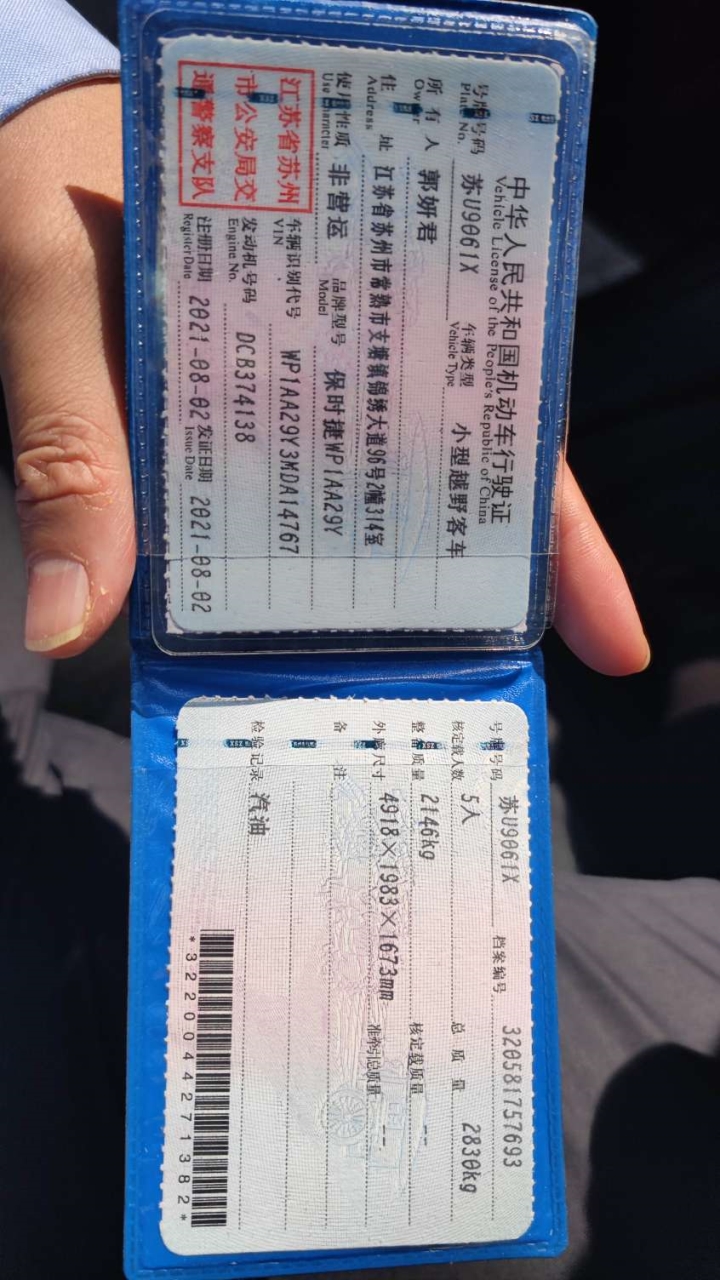 中华人民共和国机动车行驶证
Vehicle License of the People's Republic of China
号牌号码 苏U9061X 车辆类型 小型越野客车
Plate No. Vehicle Type
所有人 郭妍君
Owner
住址 江苏省苏州市常熟市支塘镇锦绣大道96号2幢314室
Address
使用性质 非营运 品牌型号 保时捷WP1AA29Y
Use Character Model
江苏省苏州
市公安局交
通警察支队
车辆识别代号 WP1AA29Y3MDA14767
VIN
发动机号码 DCB374138
Engine No.
注册日期 2021-08-02 发证日期 2021-08-02
Register Date Issue Date
号牌号码 苏U9061X 档案编号 320581757693
核定载人数 5人 总质量 2830kg
整备质量 2146kg 核定载质量 --
外廓尺寸 4918×1983×1673mm 准牵引总质量 --
备注
检验记录 汽油
*3220044271382*